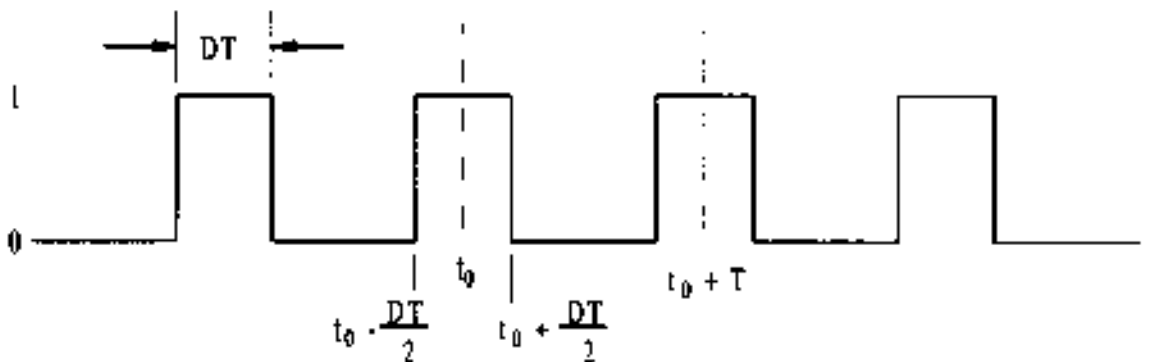 DT
1
0
t₀
t₀ + T
t₀ - DT/2
t₀ + DT/2